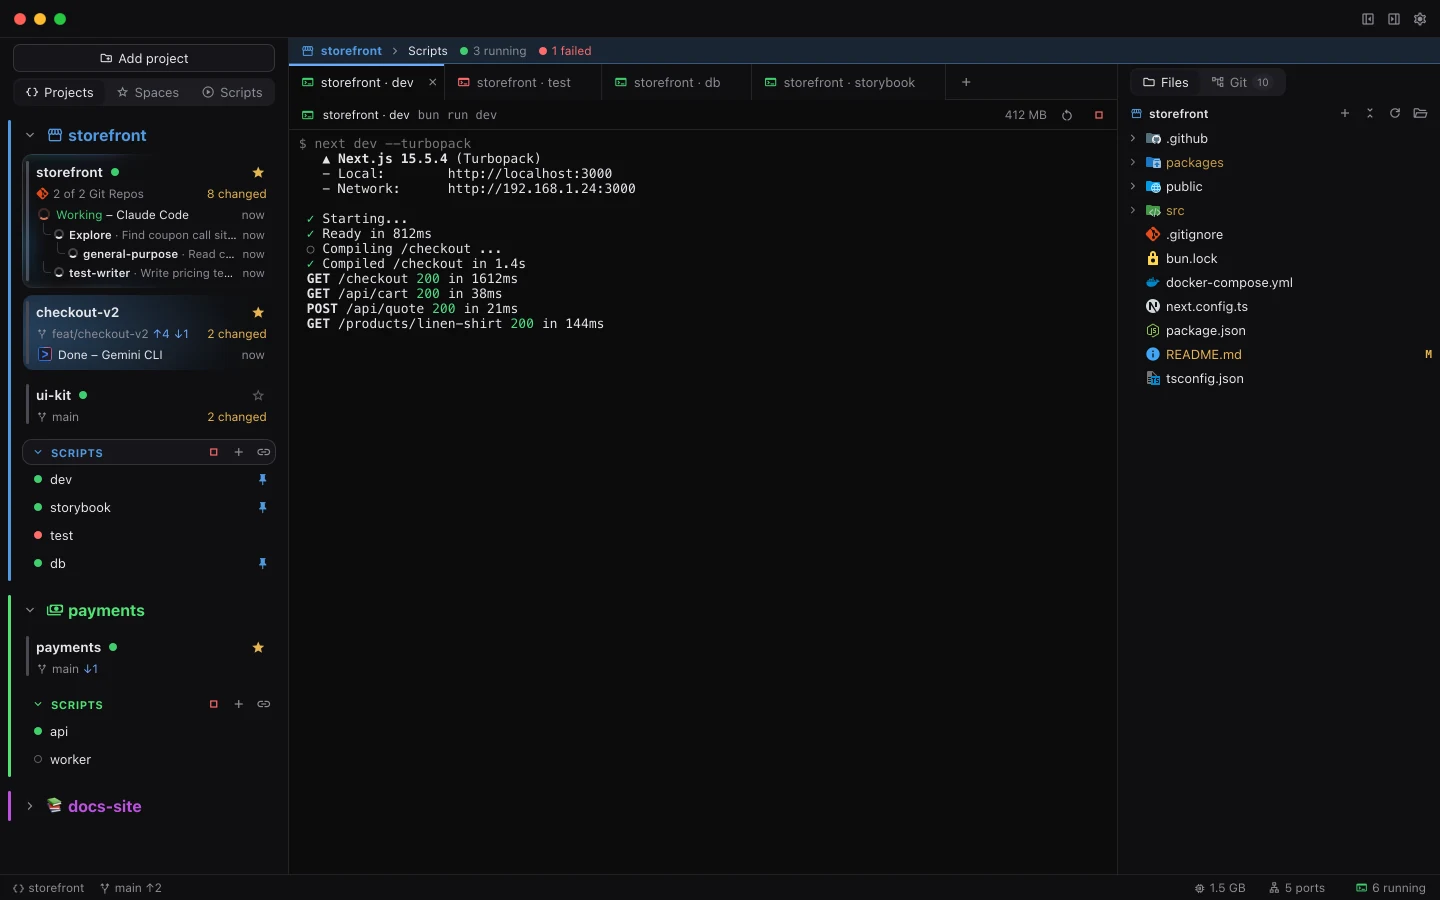 Add project
Projects
Spaces
Scripts
storefront
storefront
2 of 2 Git Repos
8 changed
Working – Claude Code
now
Explore · Find coupon call sit...
now
general-purpose · Read c...
now
test-writer · Write pricing te...
now
checkout-v2
feat/checkout-v2 ↑4 ↓1
2 changed
Done – Gemini CLI
now
ui-kit
main
2 changed
SCRIPTS
dev
storybook
test
db
payments
payments
main ↓1
SCRIPTS
api
worker
docs-site
storefront › Scripts
3 running
1 failed
storefront · dev ×
storefront · test
storefront · db
storefront · storybook
+
storefront · dev bun run dev
412 MB
$ next dev --turbopack
▲ Next.js 15.5.4 (Turbopack)
- Local: http://localhost:3000
- Network: http://192.168.1.24:3000
✓ Starting...
✓ Ready in 812ms
○ Compiling /checkout ...
✓ Compiled /checkout in 1.4s
GET /checkout 200 in 1612ms
GET /api/cart 200 in 38ms
POST /api/quote 200 in 21ms
GET /products/linen-shirt 200 in 144ms
Files
Git 10
storefront
.github
packages
public
src
.gitignore
bun.lock
docker-compose.yml
next.config.ts
package.json
README.md M
tsconfig.json
storefront
main ↑2
1.5 GB
5 ports
6 running